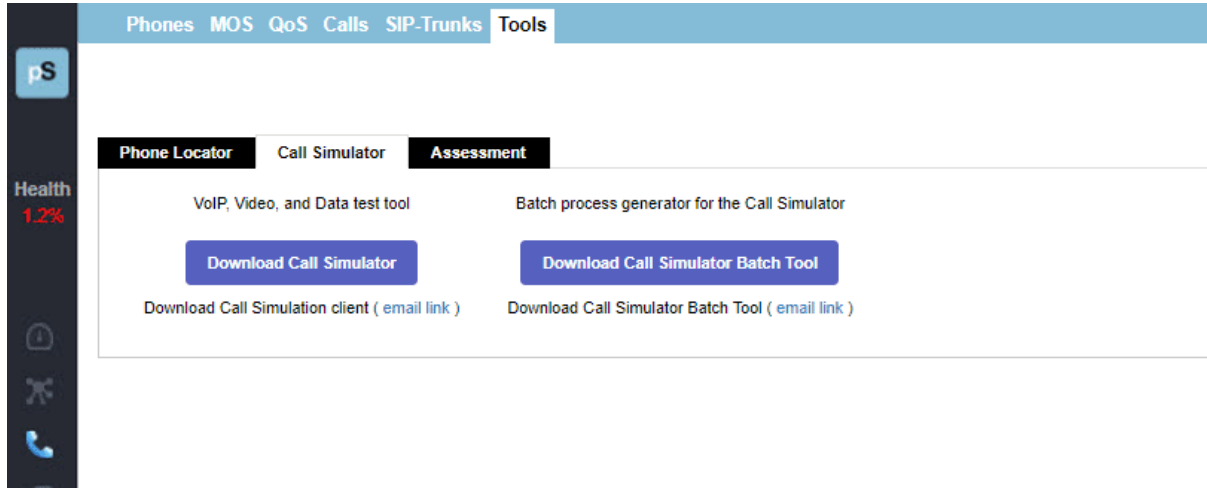 Phones MOS QoS Calls SIP-Trunks Tools
pS
Phone Locator Call Simulator Assessment
Health
1.2%
VoIP, Video, and Data test tool
Batch process generator for the Call Simulator
Download Call Simulator
Download Call Simulator Batch Tool
Download Call Simulation client ( email link )
Download Call Simulator Batch Tool ( email link )